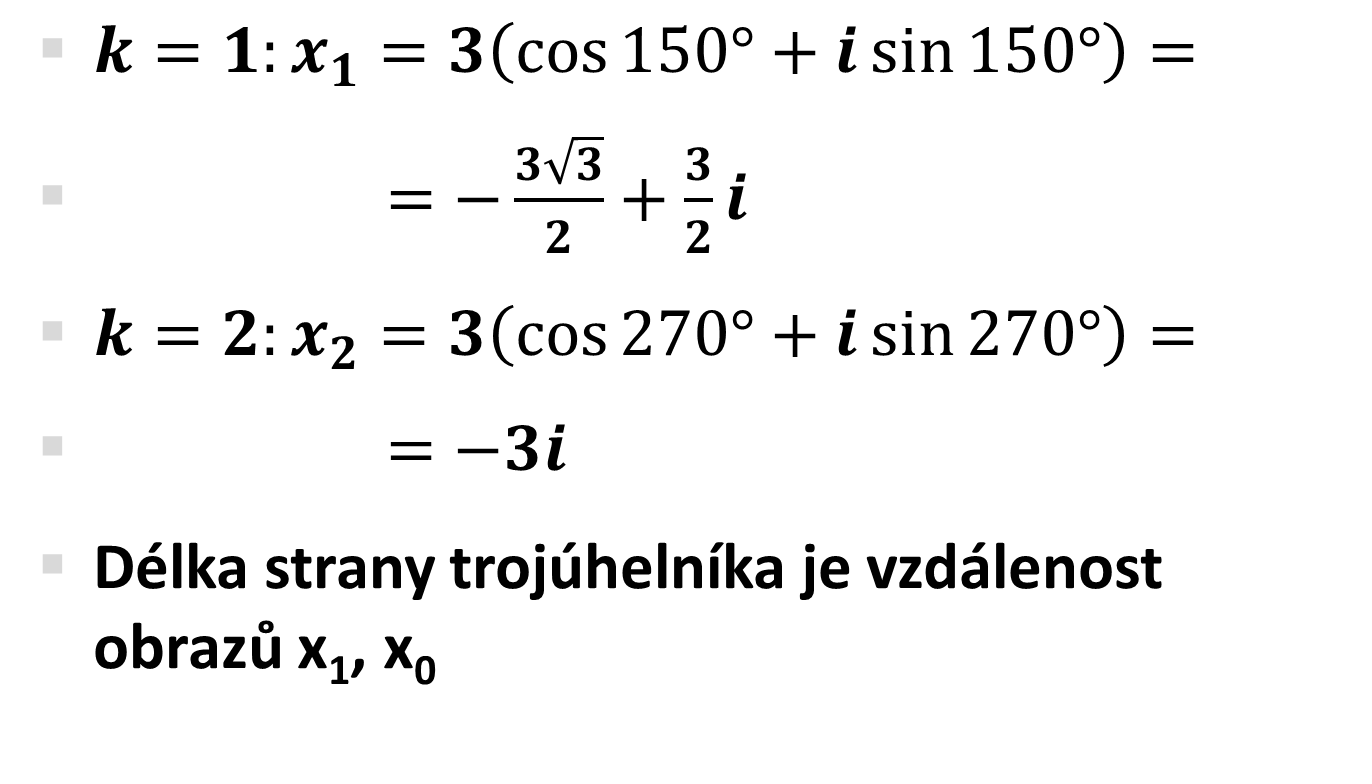 k = 1: x₁ = 3(cos 150° + i sin 150°) =
= −(3√3)/2 + (3/2)i
k = 2: x₂ = 3(cos 270° + i sin 270°) =
= −3i
Délka strany trojúhelníka je vzdálenost
obrazů x₁, x₀